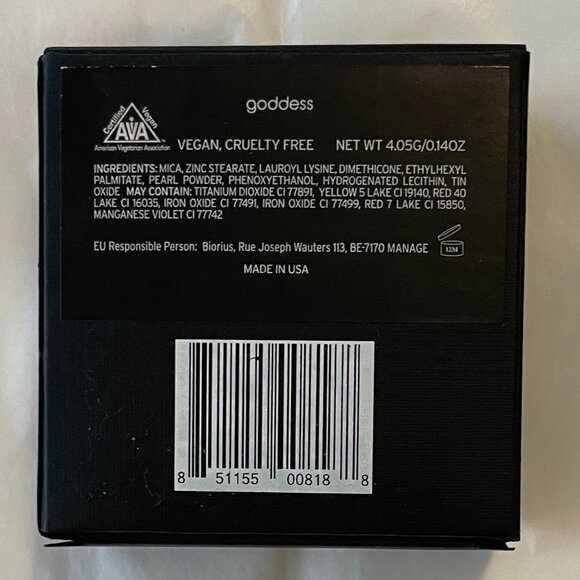 goddess
Certified Vegan
AVA
American Vegetarian Association
VEGAN, CRUELTY FREE NET WT 4.05G/0.14OZ
INGREDIENTS: MICA, ZINC STEARATE, LAUROYL LYSINE, DIMETHICONE, ETHYLHEXYL
PALMITATE, PEARL POWDER, PHENOXYETHANOL, HYDROGENATED LECITHIN, TIN
OXIDE MAY CONTAIN: TITANIUM DIOXIDE CI 77891, YELLOW 5 LAKE CI 19140, RED 40
LAKE CI 16035, IRON OXIDE CI 77491, IRON OXIDE CI 77499, RED 7 LAKE CI 15850,
MANGANESE VIOLET CI 77742
EU Responsible Person: Biorius, Rue Joseph Wauters 113, BE-7170 MANAGE
12M
MADE IN USA
8 51155 00818 8